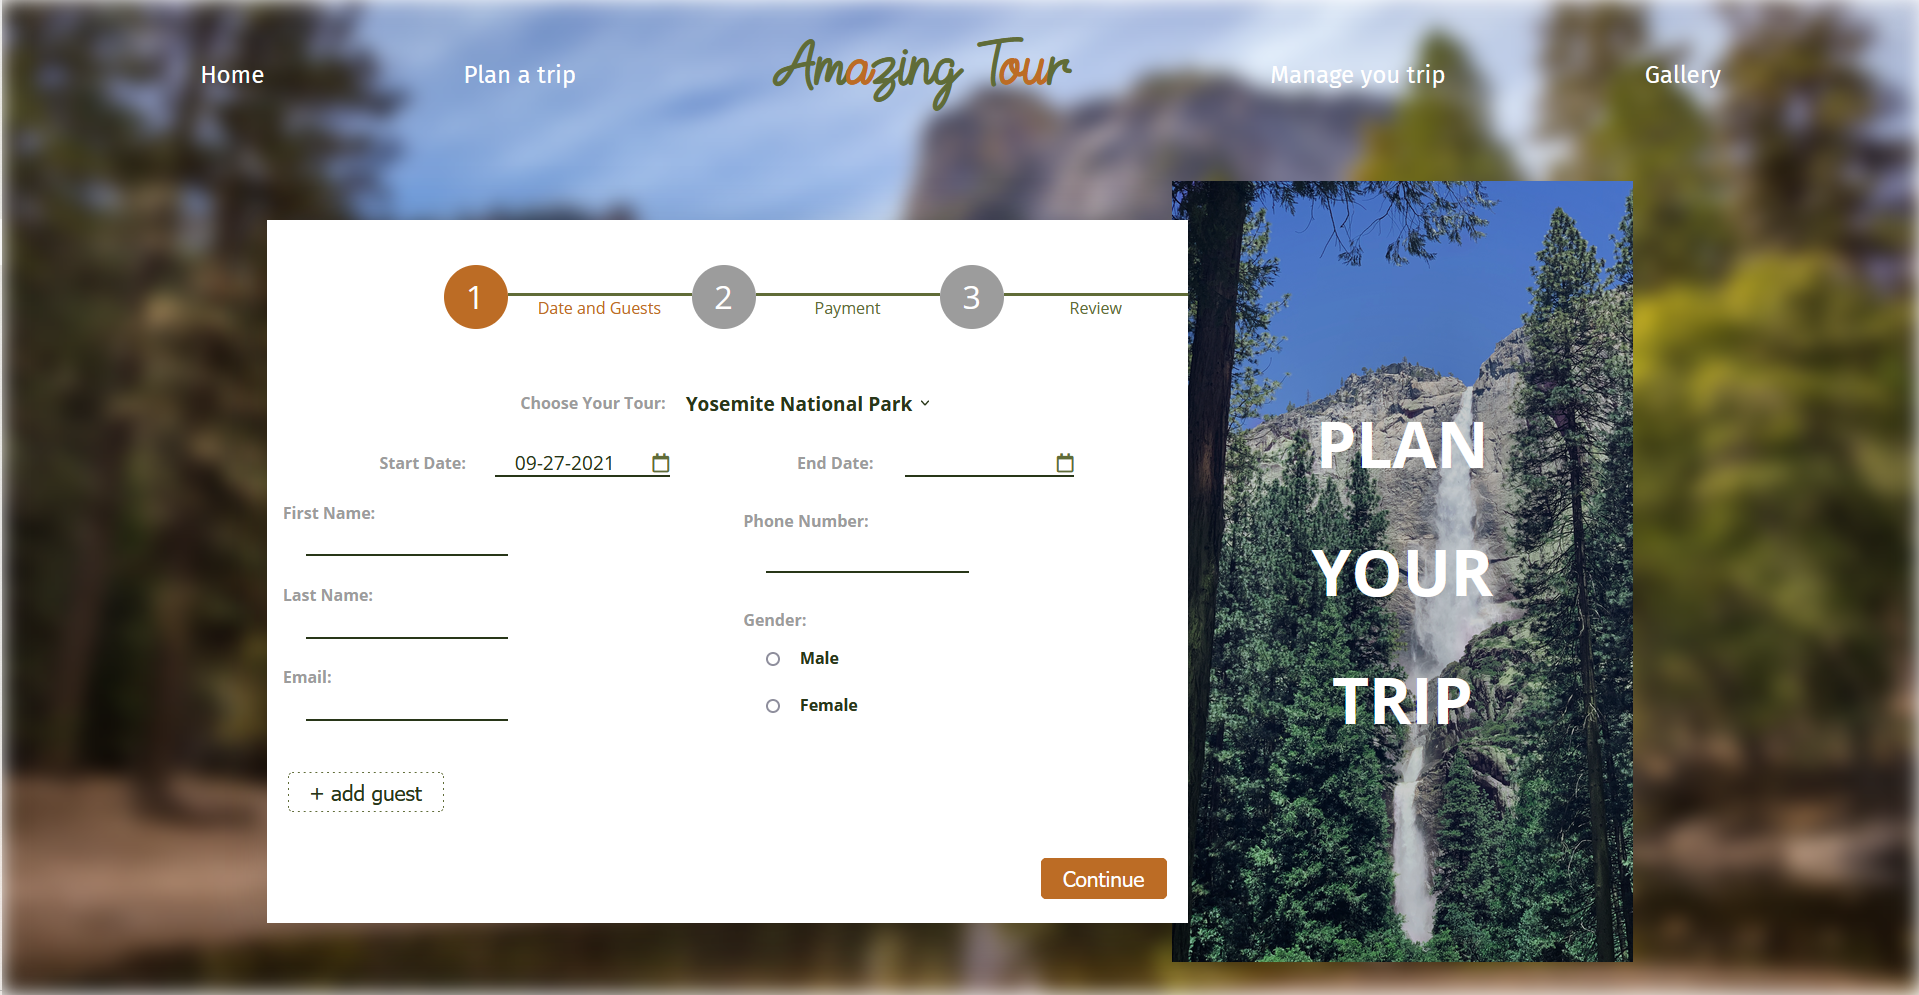 Home
Plan a trip
Amazing Tour
Manage you trip
Gallery
1
Date and Guests
2
Payment
3
Review
Choose Your Tour: Yosemite National Park
Start Date: 09-27-2021
End Date:
First Name:
Last Name:
Email:
Phone Number:
Gender:
Male
Female
+ add guest
Continue
PLAN
YOUR
TRIP